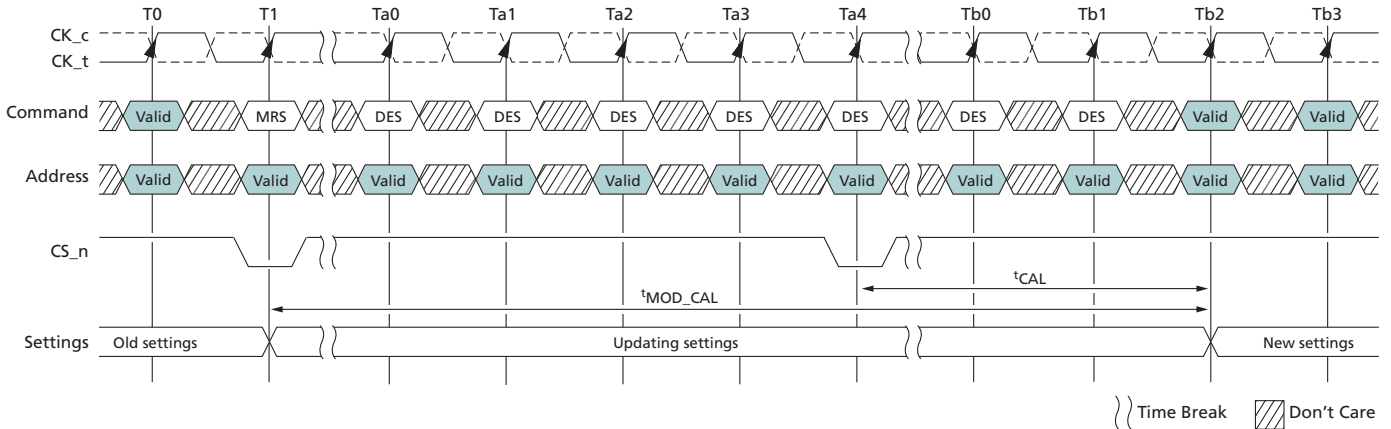 T0 T1 Ta0 Ta1 Ta2 Ta3 Ta4 Tb0 Tb1 Tb2 Tb3
CK_c
CK_t
Command Valid MRS DES DES DES DES DES DES DES Valid Valid
Address Valid Valid Valid Valid Valid Valid Valid Valid Valid Valid Valid
CS_n
tCAL
tMOD_CAL
Settings Old settings Updating settings New settings
Time Break Don't Care